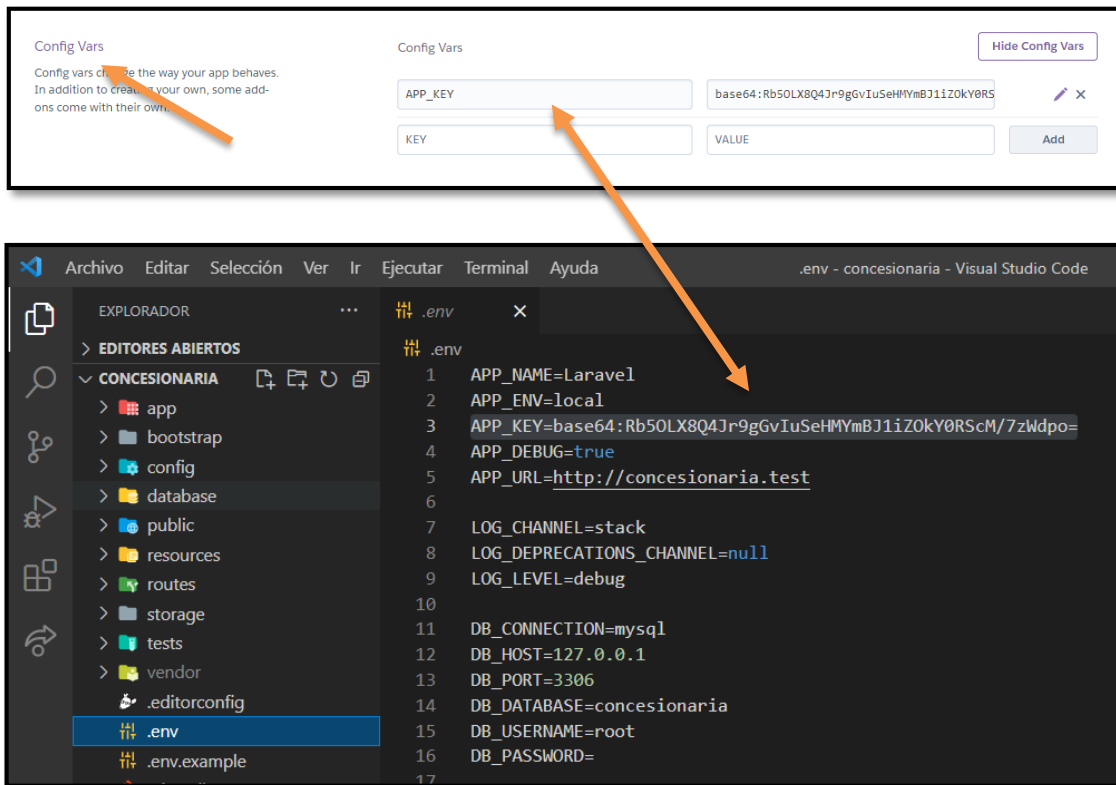 Config Vars
Config vars change the way your app behaves.
In addition to creating your own, some add-
ons come with their own.
Config Vars
Hide Config Vars
APP_KEY
base64:Rb5OLX8Q4Jr9gGvIuSeHMYmBJ1iZOkY0RS
KEY
VALUE
Add
Archivo Editar Selección Ver Ir Ejecutar Terminal Ayuda
.env - concesionaria - Visual Studio Code
EXPLORADOR
EDITORES ABIERTOS
CONCESIONARIA
app
bootstrap
config
database
public
resources
routes
storage
tests
vendor
.editorconfig
.env
.env.example
.env
.env
1 APP_NAME=Laravel
2 APP_ENV=local
3 APP_KEY=base64:Rb5OLX8Q4Jr9gGvIuSeHMYmBJ1iZOkY0RScM/7zWdpo=
4 APP_DEBUG=true
5 APP_URL=http://concesionaria.test
6
7 LOG_CHANNEL=stack
8 LOG_DEPRECATIONS_CHANNEL=null
9 LOG_LEVEL=debug
10
11 DB_CONNECTION=mysql
12 DB_HOST=127.0.0.1
13 DB_PORT=3306
14 DB_DATABASE=concesionaria
15 DB_USERNAME=root
16 DB_PASSWORD=
17